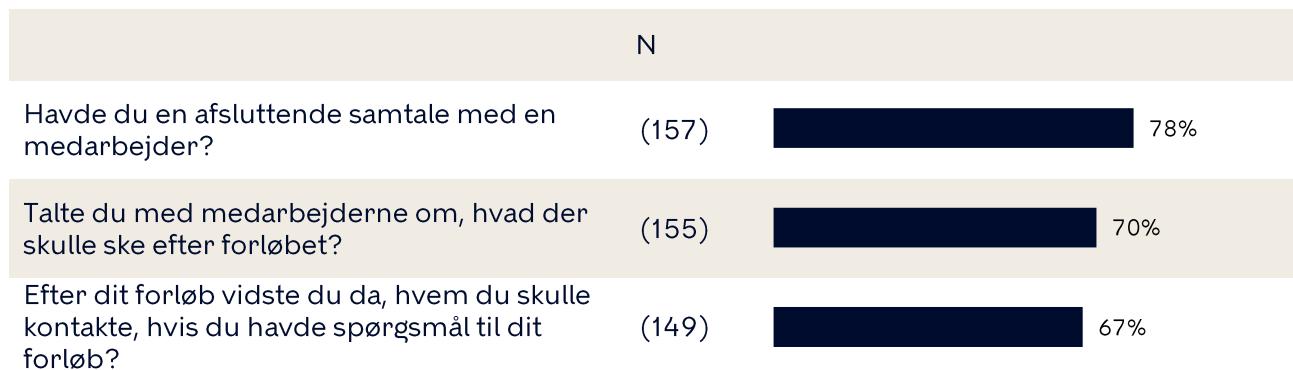 N
Havde du en afsluttende samtale med en
medarbejder?
(157)
78%
Talte du med medarbejderne om, hvad der
skulle ske efter forløbet?
(155)
70%
Efter dit forløb vidste du da, hvem du skulle
kontakte, hvis du havde spørgsmål til dit
forløb?
(149)
67%